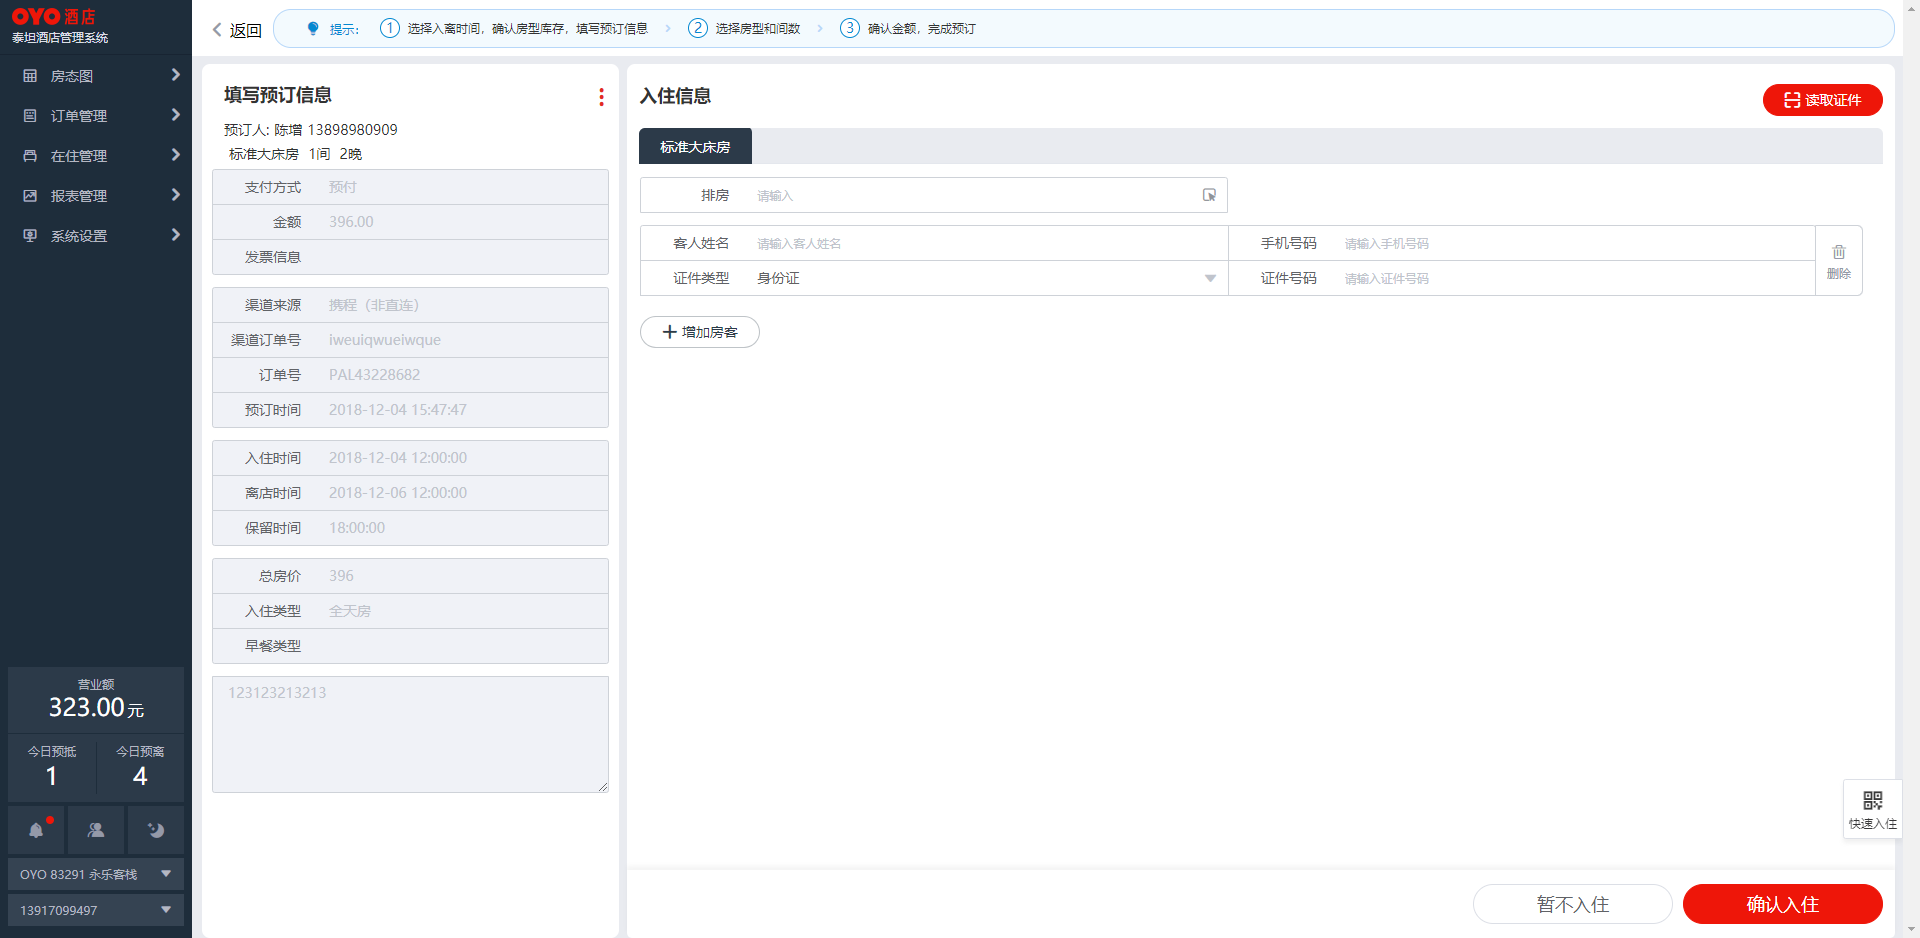 OYO 酒店
泰坦酒店管理系统
房态图
订单管理
在住管理
报表管理
系统设置
营业额
323.00元
今日预抵 今日预离
1 4
OYO 83291 永乐客栈
13917099497
返回
提示: 1 选择入离时间，确认房型库存，填写预订信息 2 选择房型和间数 3 确认金额，完成预订
填写预订信息
预订人: 陈增 13898980909
标准大床房 1间 2晚
支付方式 预付
金额 396.00
发票信息
渠道来源 携程（非直连）
渠道订单号 iweuiqwueiwque
订单号 PAL43228682
预订时间 2018-12-04 15:47:47
入住时间 2018-12-04 12:00:00
离店时间 2018-12-06 12:00:00
保留时间 18:00:00
总房价 396
入住类型 全天房
早餐类型
123123213213
入住信息
读取证件
标准大床房
排房 请输入
客人姓名 请输入客人姓名 手机号码 请输入手机号码
证件类型 身份证 证件号码 请输入证件号码
删除
增加房客
快速入住
暂不入住 确认入住